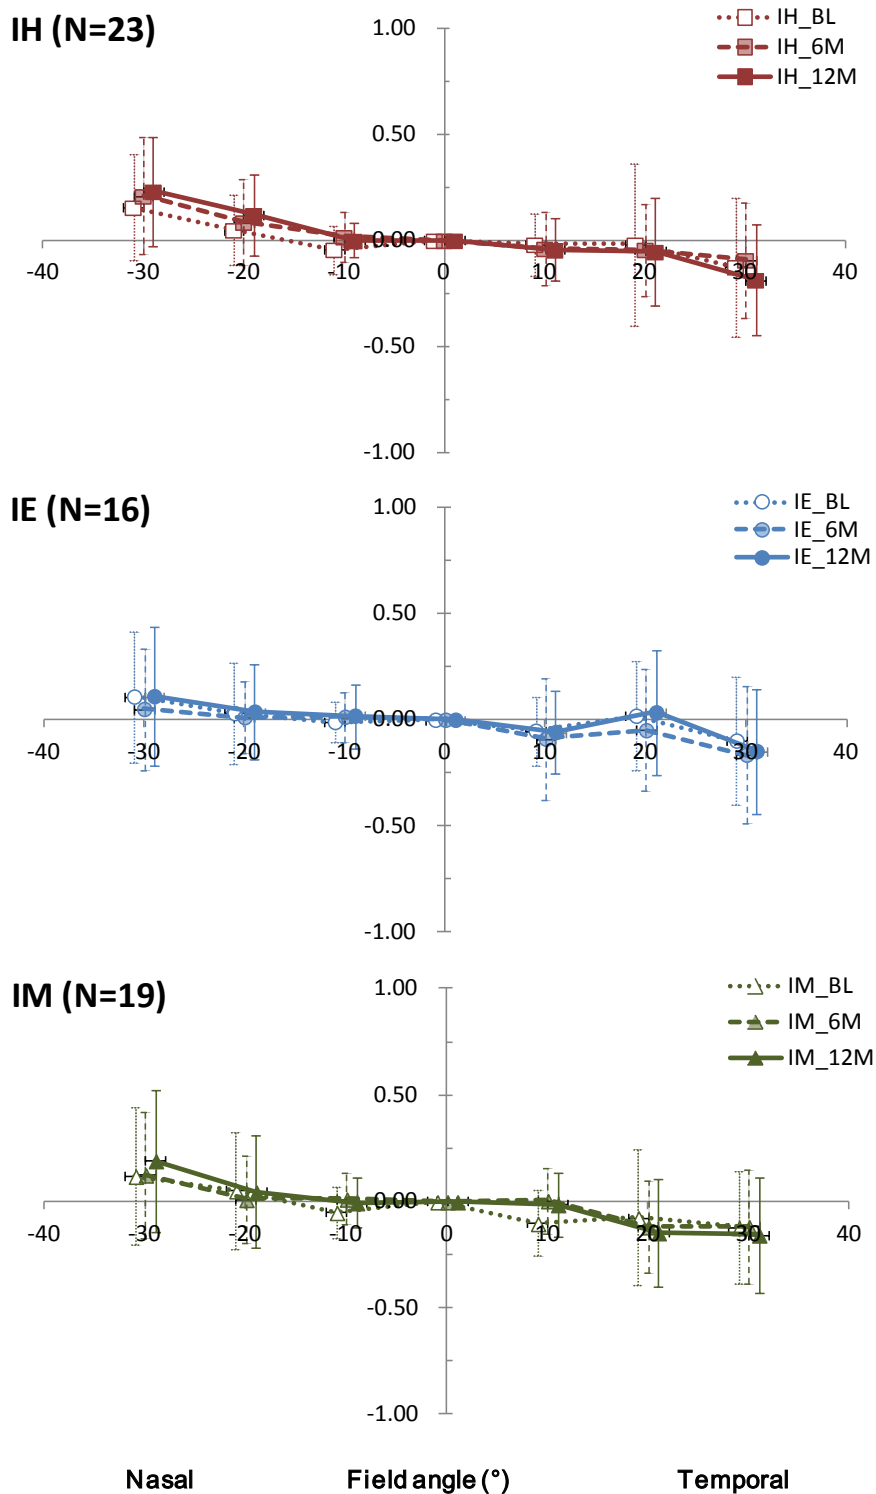 IH (N=23)
1.00
IH_BL
IH_6M
IH_12M
0.50
0.00
-40 -30 -20 -10 0 10 20 30 40
-0.50
-1.00
IE (N=16)
1.00
IE_BL
IE_6M
IE_12M
0.50
0.00
-40 -30 -20 -10 0 10 20 30 40
-0.50
-1.00
IM (N=19)
1.00
IM_BL
IM_6M
IM_12M
0.50
0.00
-40 -30 -20 -10 0 10 20 30 40
-0.50
-1.00
Nasal Field angle (°) Temporal